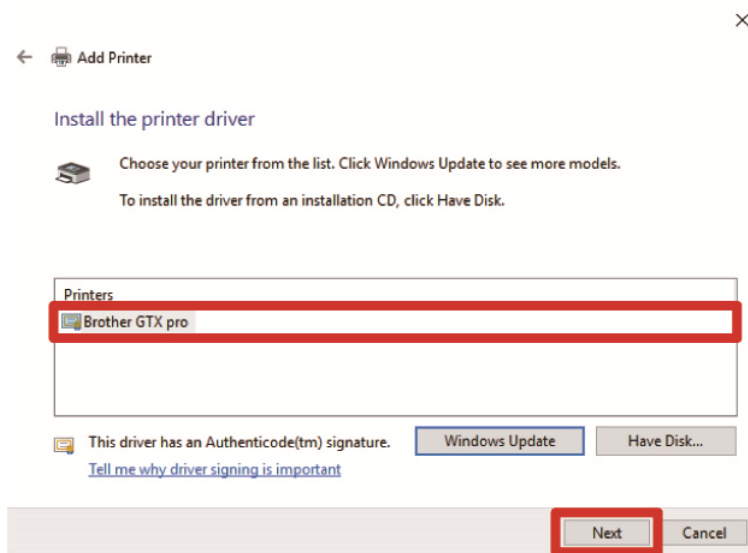 Add Printer
Install the printer driver
Choose your printer from the list. Click Windows Update to see more models.
To install the driver from an installation CD, click Have Disk.
Printers
Brother GTX pro
This driver has an Authenticode(tm) signature.
Windows Update
Have Disk...
Tell me why driver signing is important
Next
Cancel